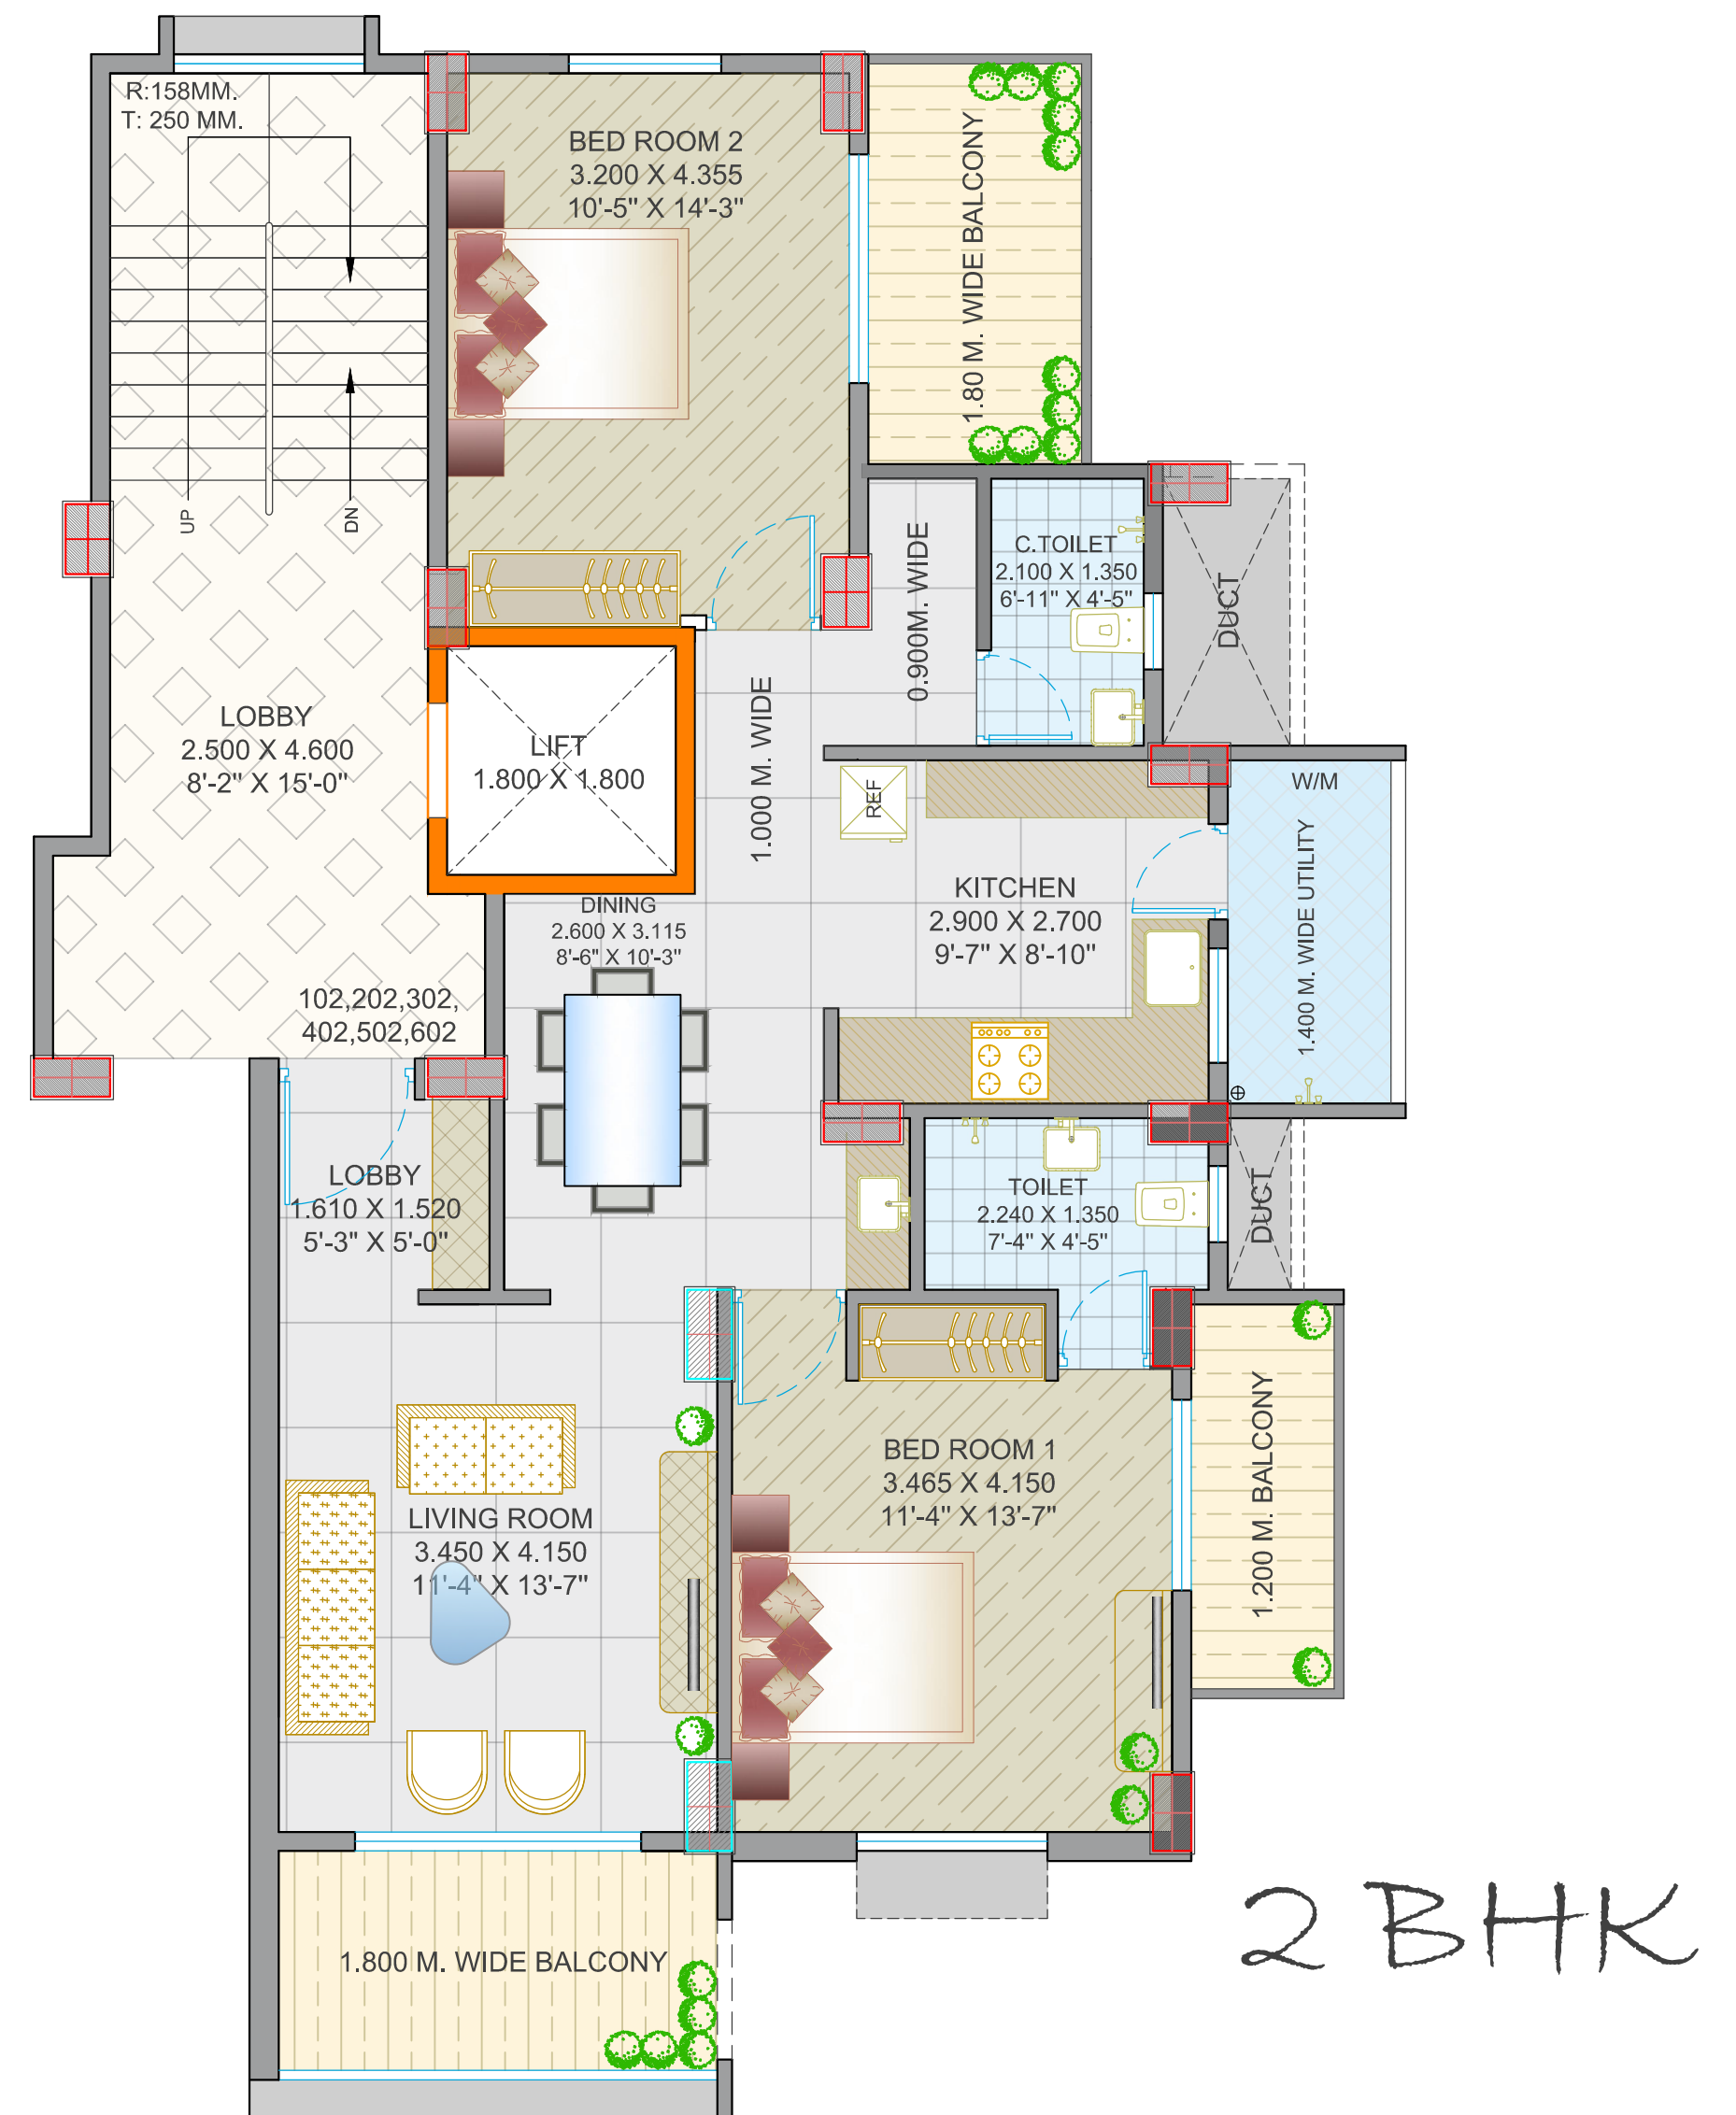 R:158MM.
T: 250 MM.
BED ROOM 2
3.200 X 4.355
10'-5" X 14'-3"
1.80 M. WIDE BALCONY
UP
DN
C.TOILET
2.100 X 1.350
6'-11" X 4'-5"
DUCT
0.900M. WIDE
LOBBY
2.500 X 4.600
8'-2" X 15'-0"
LIFT
1.800 X 1.800
1.000 M. WIDE
REF
W/M
1.400 M. WIDE UTILITY
KITCHEN
2.900 X 2.700
9'-7" X 8'-10"
DINING
2.600 X 3.115
8'-6" X 10'-3"
102,202,302,
402,502,602
LOBBY
1.610 X 1.520
5'-3" X 5'-0"
TOILET
2.240 X 1.350
7'-4" X 4'-5"
DUCT
BED ROOM 1
3.465 X 4.150
11'-4" X 13'-7"
1.200 M. BALCONY
LIVING ROOM
3.450 X 4.150
11'-4" X 13'-7"
1.800 M. WIDE BALCONY
2 BHK